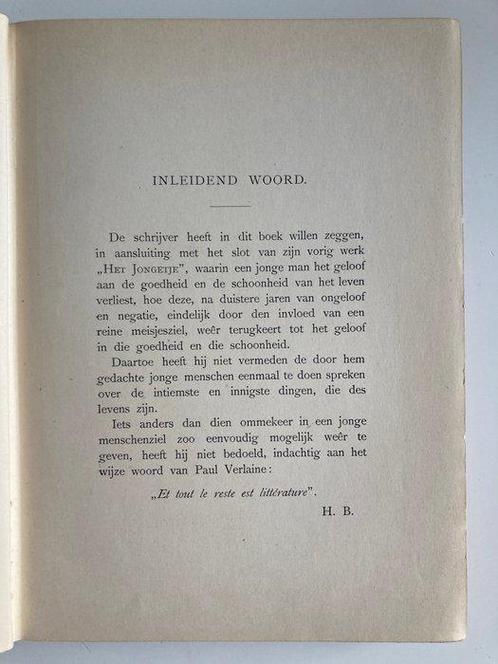 INLEIDEND WOORD.
De schrijver heeft in dit boek willen zeggen,
in aansluiting met het slot van zijn vorig werk
„Het Jongetje”, waarin een jonge man het geloof
aan de goedheid en de schoonheid van het leven
verliest, hoe deze, na duistere jaren van ongeloof
en negatie, eindelijk door den invloed van een
reine meisjesziel, weêr terugkeert tot het geloof
in die goedheid en die schoonheid.
Daartoe heeft hij niet vermeden de door hem
gedachte jonge menschen eenmaal te doen spreken
over de intiemste en innigste dingen, die des
levens zijn.
Iets anders dan dien ommekeer in een jonge
menschenziel zoo eenvoudig mogelijk weêr te
geven, heeft hij niet bedoeld, indachtig aan het
wijze woord van Paul Verlaine:
„Et tout le reste est littérature”.
H. B.